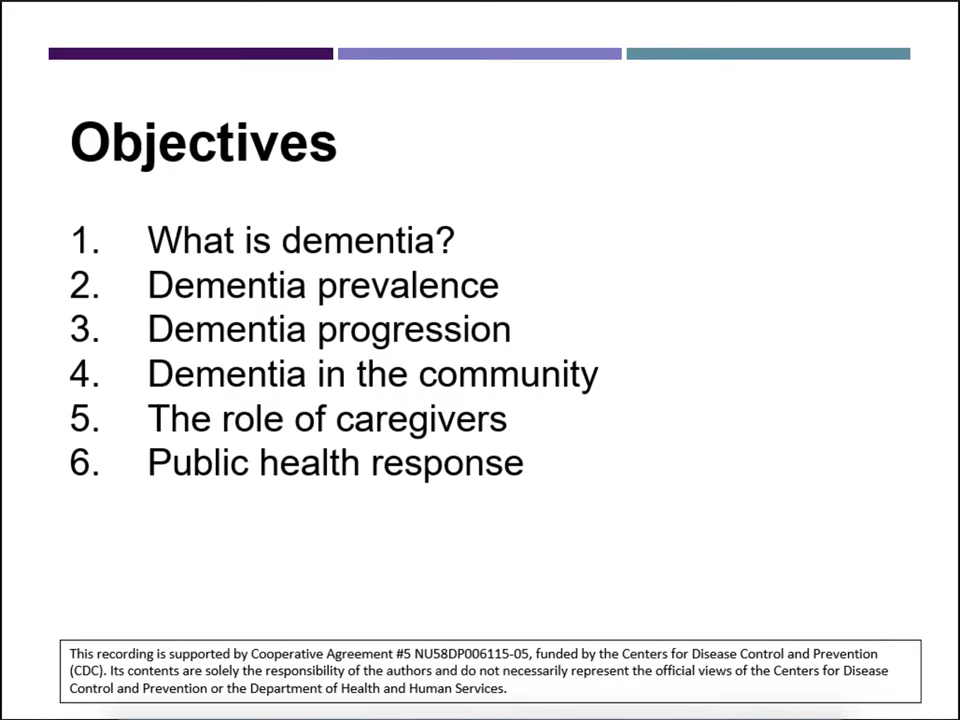 Objectives
1. What is dementia?
2. Dementia prevalence
3. Dementia progression
4. Dementia in the community
5. The role of caregivers
6. Public health response
This recording is supported by Cooperative Agreement #5 NU58DP006115-05, funded by the Centers for Disease Control and Prevention
(CDC). Its contents are solely the responsibility of the authors and do not necessarily represent the official views of the Centers for Disease
Control and Prevention or the Department of Health and Human Services.